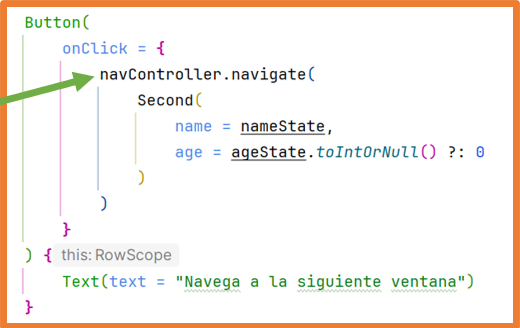 Button(
onClick = {
navController.navigate(
Second(
name = nameState,
age = ageState.toIntOrNull() ?: 0
)
)
}
) { this: RowScope
Text(text = "Navega a la siguiente ventana")
}